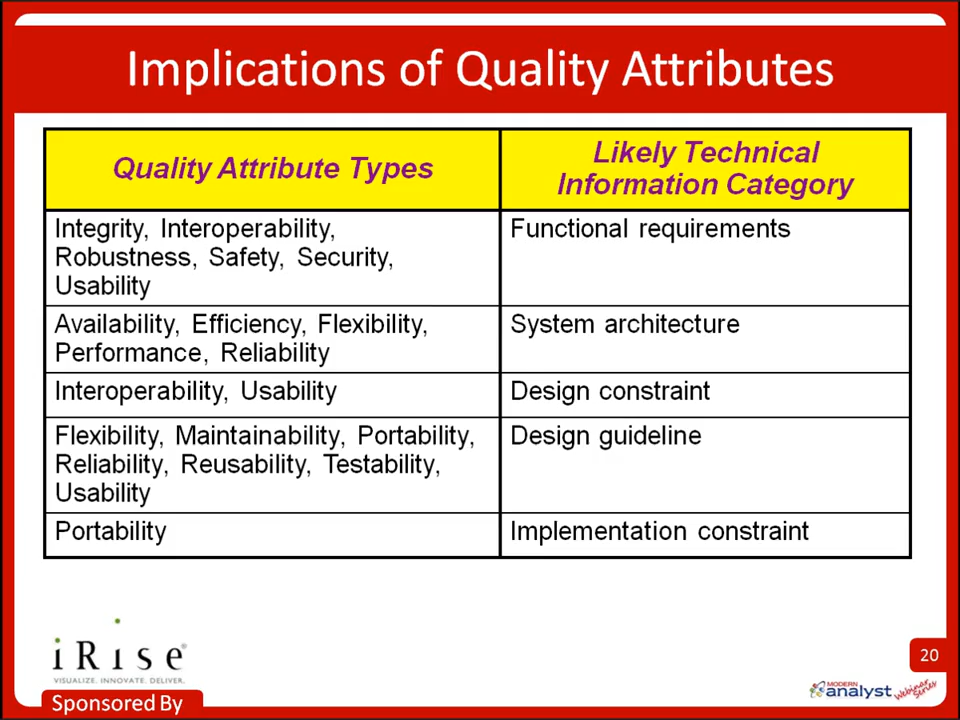 Implications of Quality Attributes
Quality Attribute Types
Likely Technical
Information Category
Integrity, Interoperability,
Robustness, Safety, Security,
Usability
Functional requirements
Availability, Efficiency, Flexibility,
Performance, Reliability
System architecture
Interoperability, Usability
Design constraint
Flexibility, Maintainability, Portability,
Reliability, Reusability, Testability,
Usability
Design guideline
Portability
Implementation constraint
iRise®
VISUALIZE. INNOVATE. DELIVER.
Sponsored By
20
MODERN
analyst
Webinar
Series